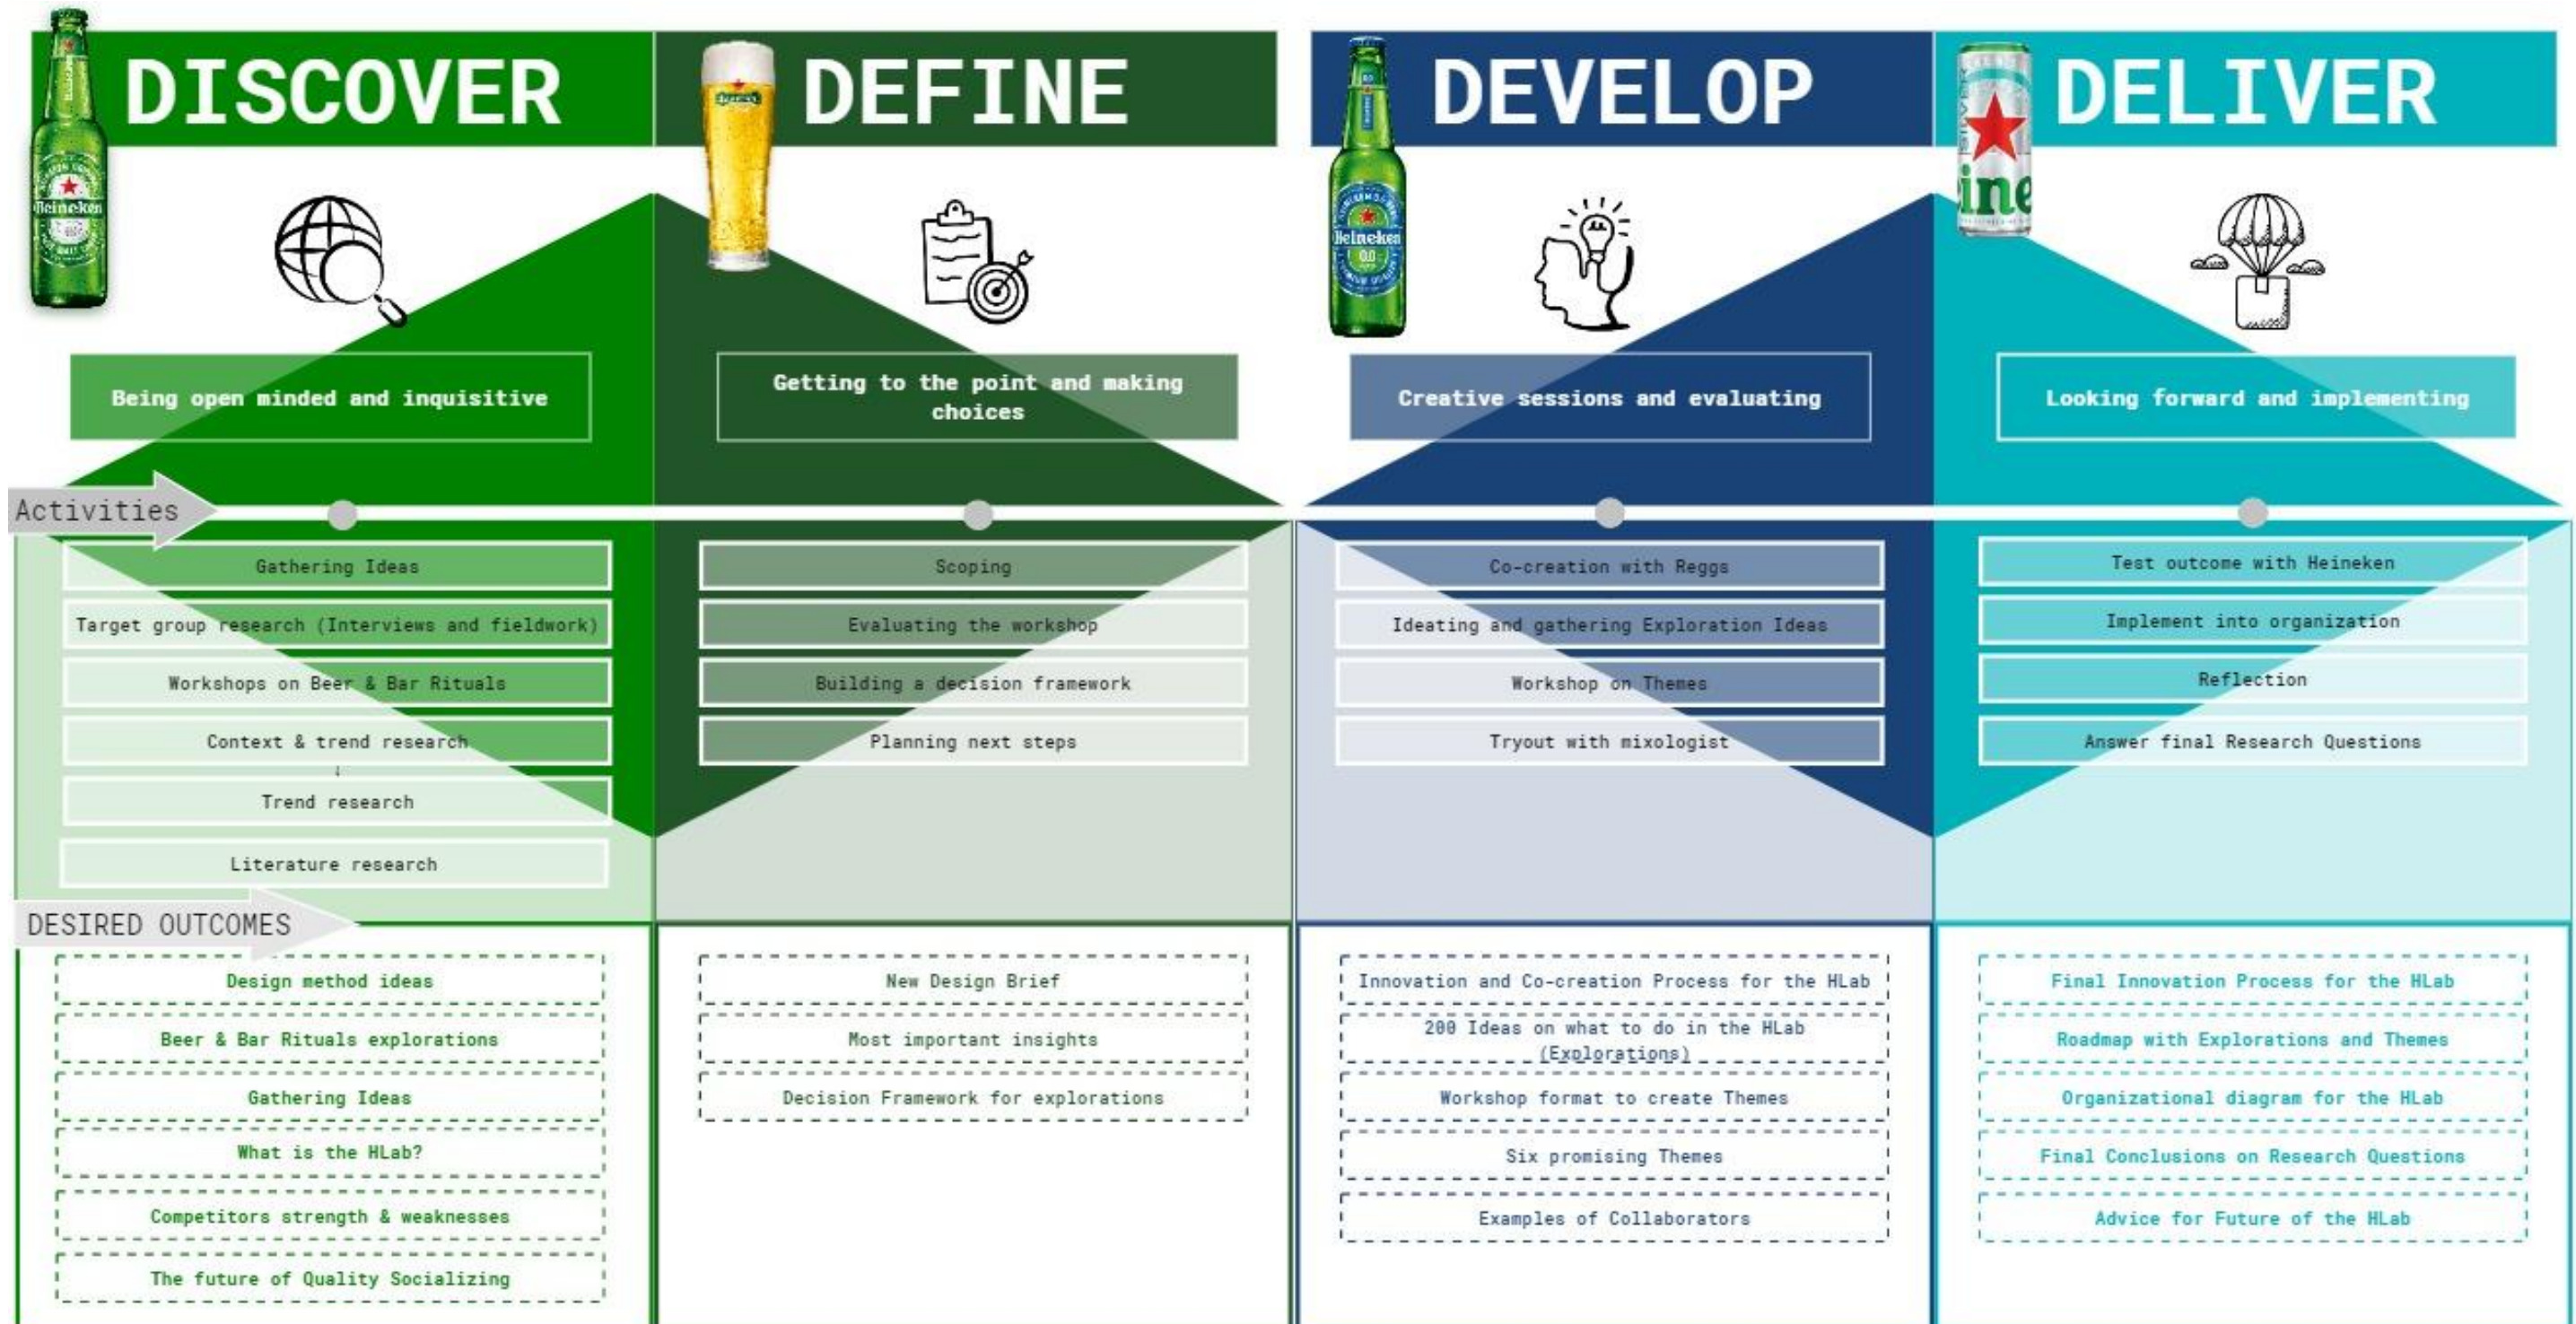 DISCOVER
DEFINE
DEVELOP
DELIVER
Heineken
Heineken
0.0
ine
Being open minded and inquisitive
Getting to the point and making
choices
Creative sessions and evaluating
Looking forward and implementing
Activities
Gathering Ideas
Target group research (Interviews and fieldwork)
Workshops on Beer & Bar Rituals
Context & trend research
↓
Trend research
Literature research
Scoping
Evaluating the workshop
Building a decision framework
Planning next steps
Co-creation with Reggs
Ideating and gathering Exploration Ideas
Workshop on Themes
Tryout with mixologist
Test outcome with Heineken
Implement into organization
Reflection
Answer final Research Questions
DESIRED OUTCOMES
Design method ideas
Beer & Bar Rituals explorations
Gathering Ideas
What is the HLab?
Competitors strength & weaknesses
The future of Quality Socializing
New Design Brief
Most important insights
Decision Framework for explorations
Innovation and Co-creation Process for the HLab
200 Ideas on what to do in the HLab
(Explorations)
Workshop format to create Themes
Six promising Themes
Examples of Collaborators
Final Innovation Process for the HLab
Roadmap with Explorations and Themes
Organizational diagram for the HLab
Final Conclusions on Research Questions
Advice for Future of the HLab